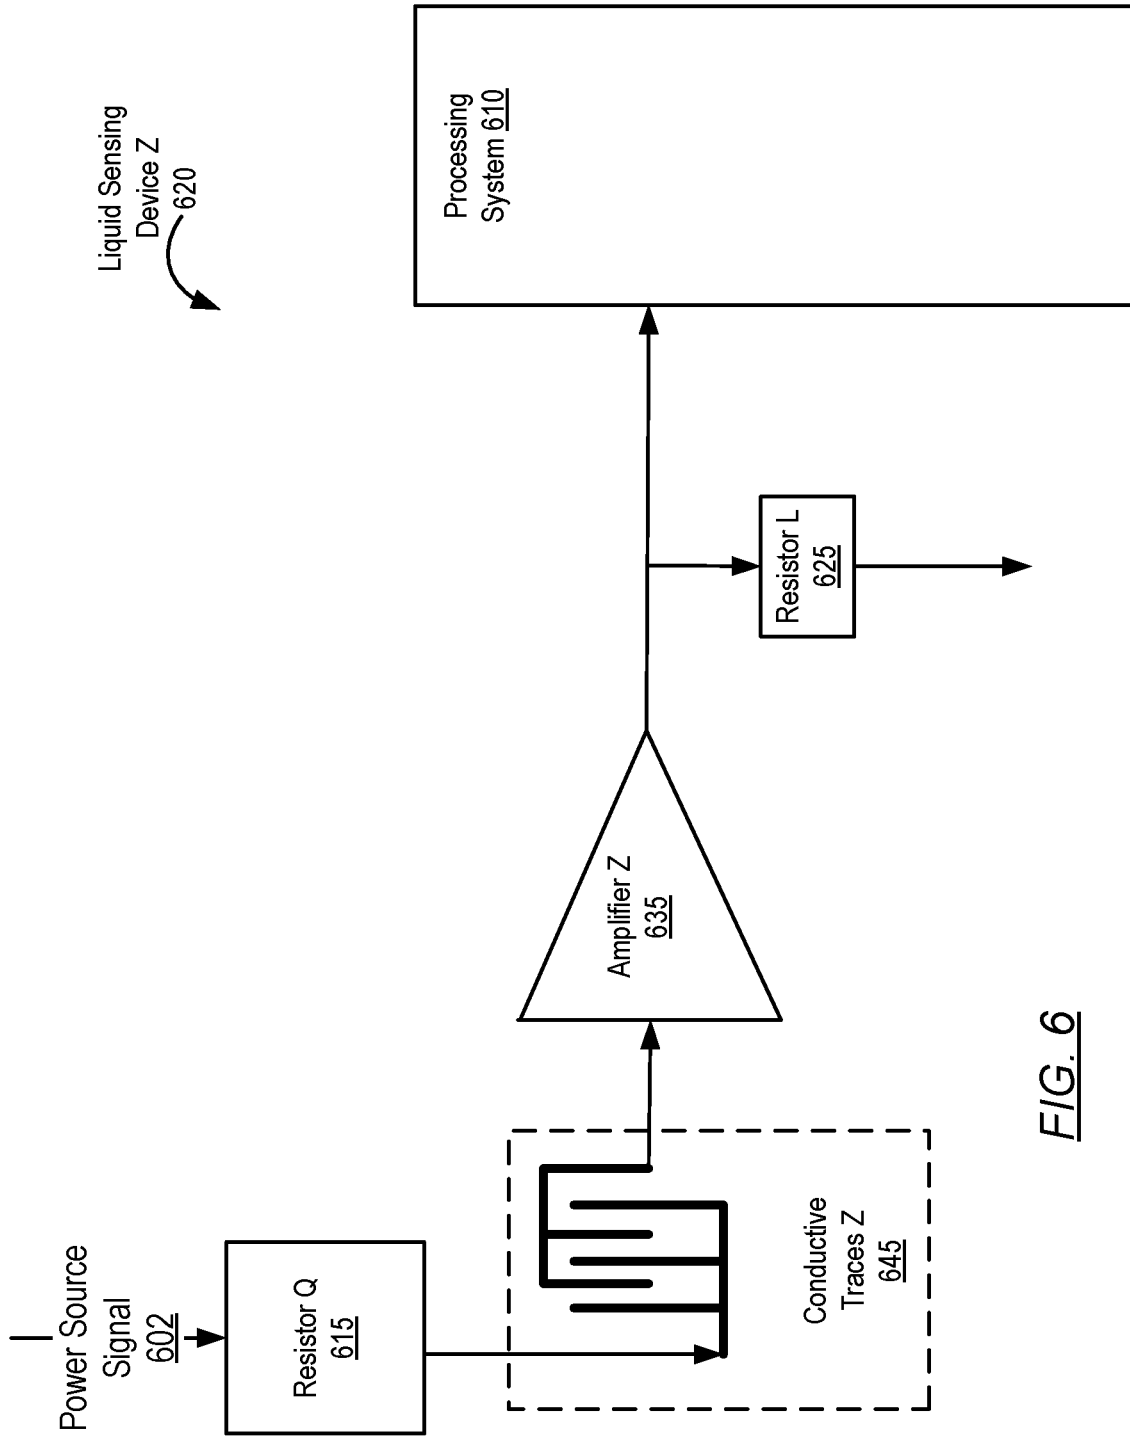 Liquid Sensing
Device Z
620
Processing
System 610
Power Source
Signal
602
Resistor Q
615
Conductive
Traces Z
645
Amplifier Z
635
Resistor L
625
FIG. 6